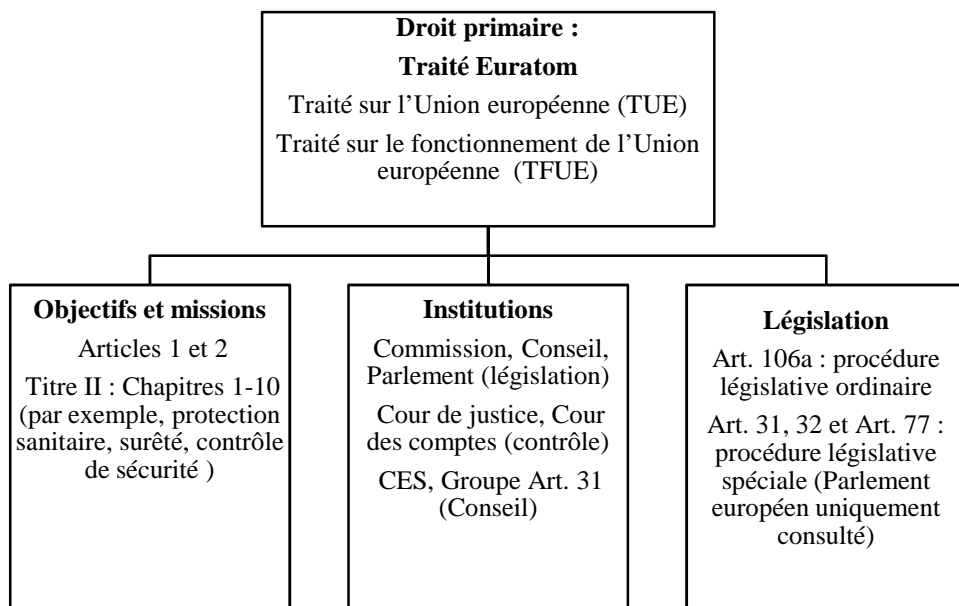 Droit primaire :
Traité Euratom
Traité sur l’Union européenne (TUE)
Traité sur le fonctionnement de l’Union
européenne (TFUE)
Objectifs et missions
Articles 1 et 2
Titre II : Chapitres 1-10
(par exemple, protection
sanitaire, surêté, contrôle
de sécurité )
Institutions
Commission, Conseil,
Parlement (législation)
Cour de justice, Cour
des comptes (contrôle)
CES, Groupe Art. 31
(Conseil)
Législation
Art. 106a : procédure
législative ordinaire
Art. 31, 32 et Art. 77 :
procédure législative
spéciale (Parlement
européen uniquement
consulté)